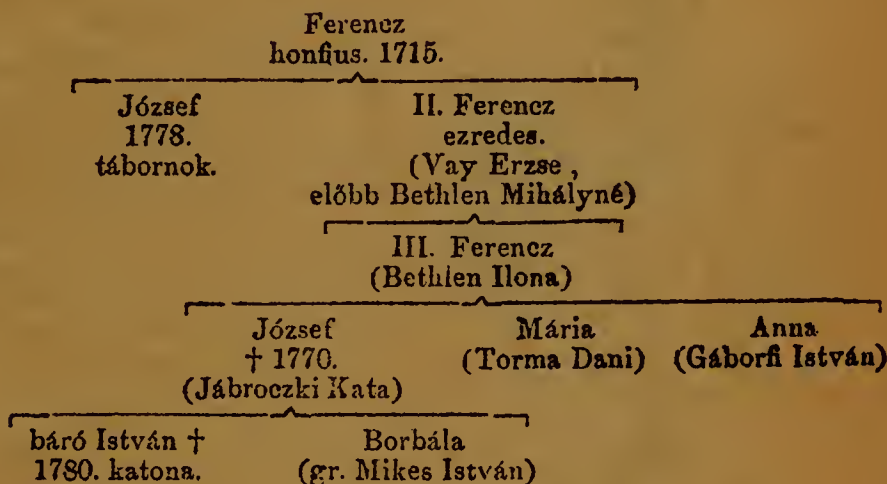 Ferencz
honfius. 1715.
József II. Ferencz
1778. ezredes.
tábornok. (Vay Erzse ,
előbb Bethlen Mihályné)
III. Ferencz
(Bethlen Ilona)
József Mária Anna
† 1770. (Torma Dani) (Gáborfi István)
(Jábroczki Kata)
báró István † Borbála
1780. katona. (gr. Mikes István)